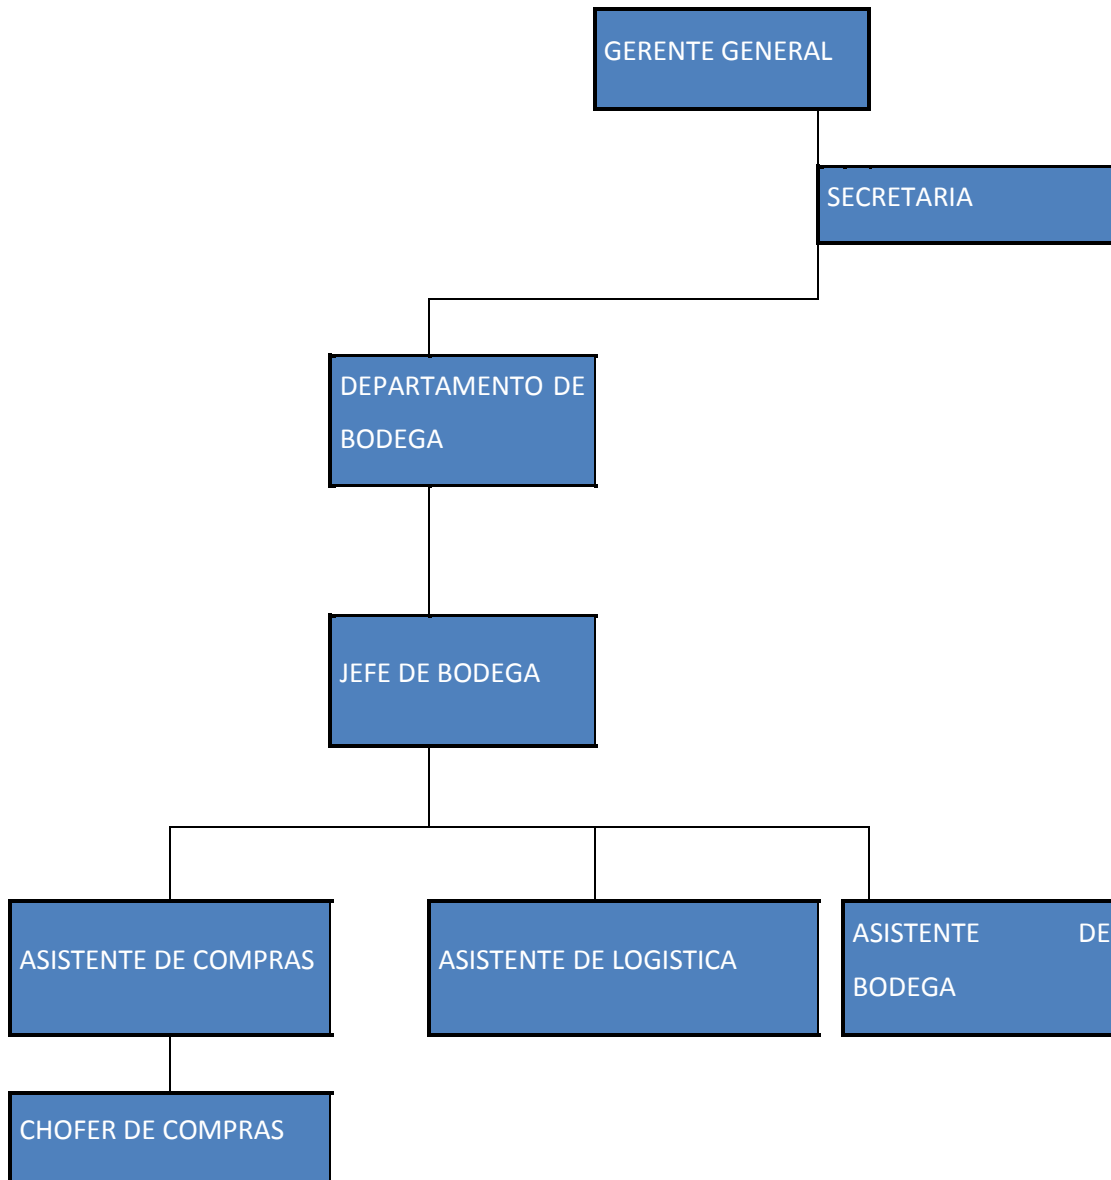 GERENTE GENERAL
SECRETARIA
DEPARTAMENTO DE
BODEGA
JEFE DE BODEGA
ASISTENTE DE COMPRAS
ASISTENTE DE LOGISTICA
ASISTENTE DE
BODEGA
CHOFER DE COMPRAS